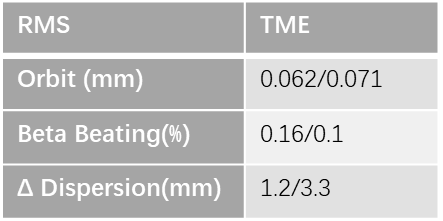 RMS TME
Orbit (mm) 0.062/0.071
Beta Beating(%) 0.16/0.1
Δ Dispersion(mm) 1.2/3.3